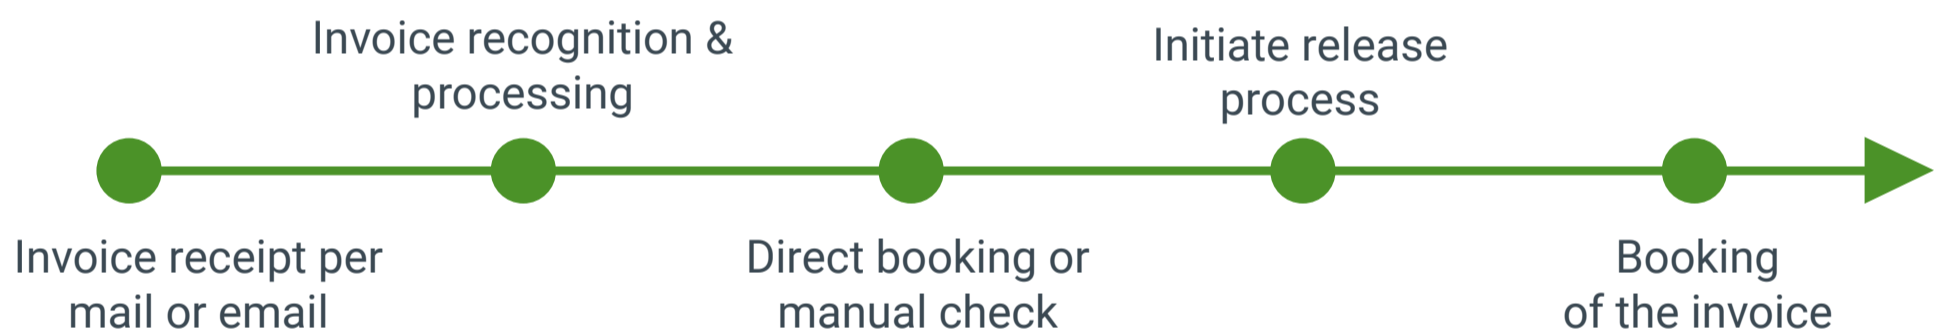 Invoice receipt per
mail or email
Invoice recognition &
processing
Direct booking or
manual check
Initiate release
process
Booking
of the invoice